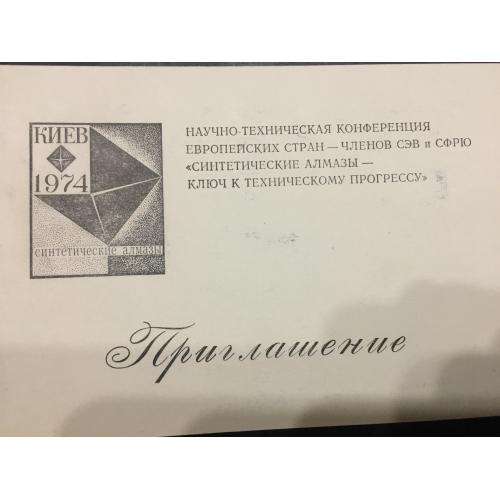 КИЕВ
1974
синтетические алмазы
НАУЧНО-ТЕХНИЧЕСКАЯ КОНФЕРЕНЦИЯ
ЕВРОПЕЙСКИХ СТРАН — ЧЛЕНОВ СЭВ и СФРЮ
«СИНТЕТИЧЕСКИЕ АЛМАЗЫ —
КЛЮЧ К ТЕХНИЧЕСКОМУ ПРОГРЕССУ»
Приглашение